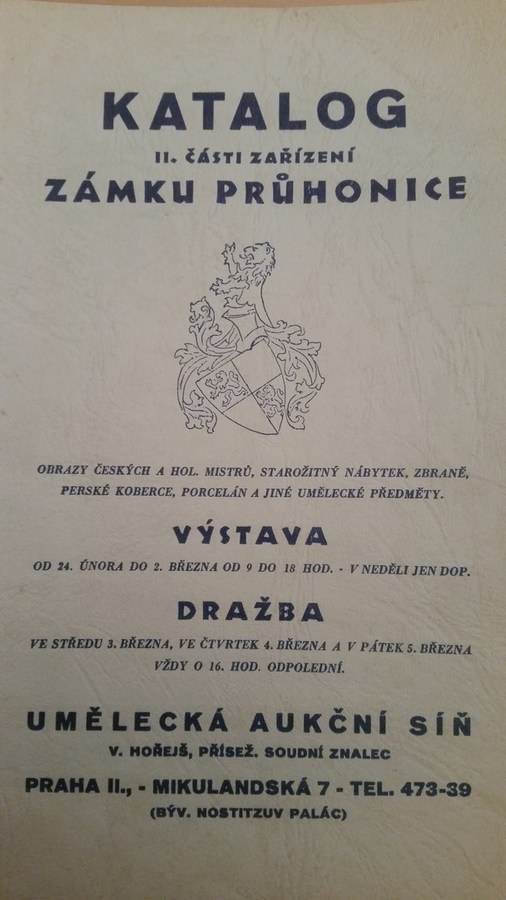 KATALOG
II. ČÁSTI ZAŘÍZENÍ
ZÁMKU PRŮHONICE
OBRAZY ČESKÝCH A HOL. MISTRŮ, STAROŽITNÝ NÁBYTEK, ZBRANĚ,
PERSKÉ KOBERCE, PORCELÁN A JINÉ UMĚLECKÉ PŘEDMĚTY.
VÝSTAVA
OD 24. ÚNORA DO 2. BŘEZNA OD 9 DO 18 HOD. - V NEDĚLI JEN DOP.
DRAŽBA
VE STŘEDU 3. BŘEZNA, VE ČTVRTEK 4. BŘEZNA A V PÁTEK 5. BŘEZNA
VŽDY O 16. HOD. ODPOLEDNÍ.
UMĚLECKÁ AUKČNÍ SÍŇ
V. HOŘEJŠ, PŘÍSEŽ. SOUDNÍ ZNALEC
PRAHA II., - MIKULANDSKÁ 7 - TEL. 473-39
(BÝV. NOSTITZUV PALÁC)